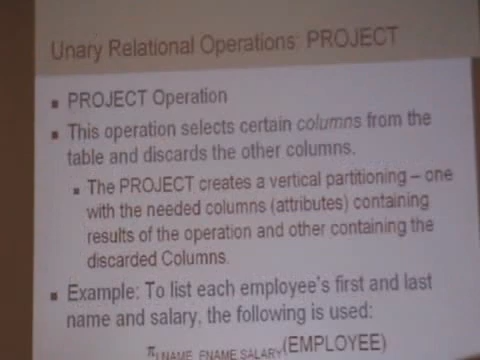 Unary Relational Operations: PROJECT
■ PROJECT Operation
■ This operation selects certain columns from the
table and discards the other columns.
■ The PROJECT creates a vertical partitioning – one
with the needed columns (attributes) containing
results of the operation and other containing the
discarded Columns.
■ Example: To list each employee's first and last
name and salary, the following is used:
π LNAME, FNAME,SALARY(EMPLOYEE)